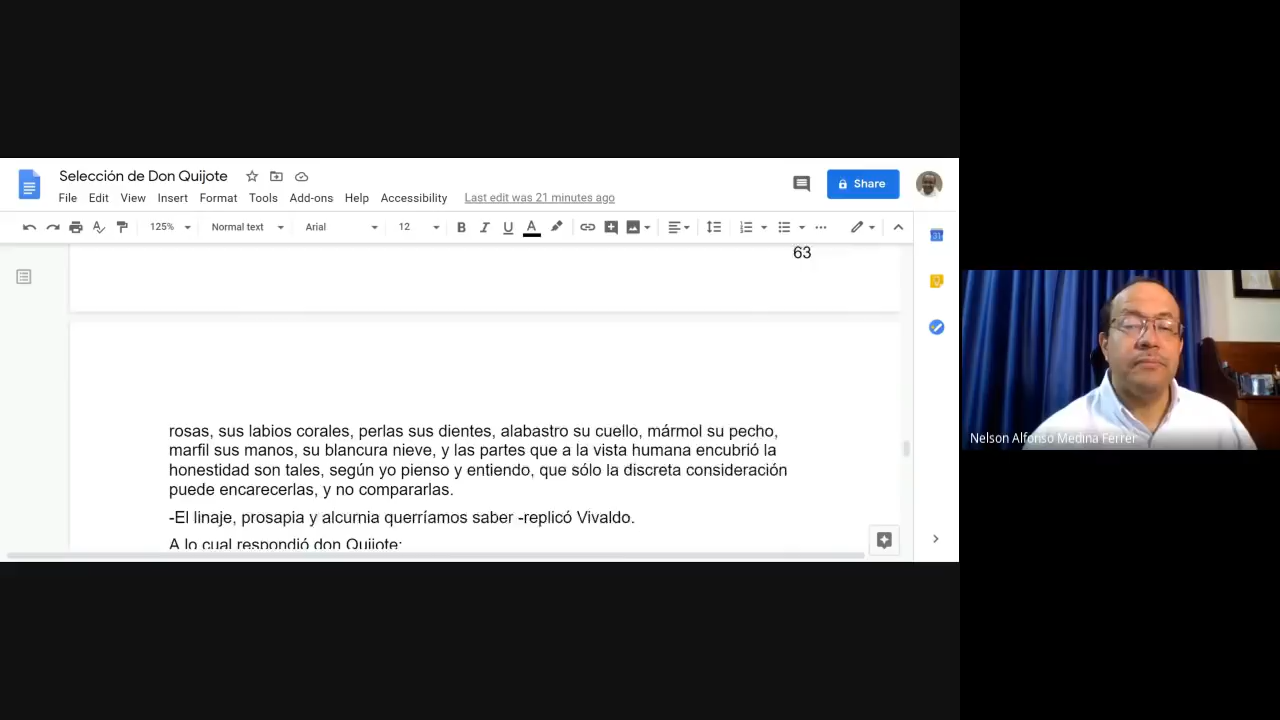 Selección de Don Quijote
File Edit View Insert Format Tools Add-ons Help Accessibility Last edit was 21 minutes ago
Share
125% Normal text Arial 12 B I U A
63
rosas, sus labios corales, perlas sus dientes, alabastro su cuello, mármol su pecho,
marfil sus manos, su blancura nieve, y las partes que a la vista humana encubrió la
honestidad son tales, según yo pienso y entiendo, que sólo la discreta consideración
puede encarecerlas, y no compararlas.
-El linaje, prosapia y alcurnia querríamos saber -replicó Vivaldo.
A lo cual respondió don Quijote:
Nelson Alfonso Medina Ferrer